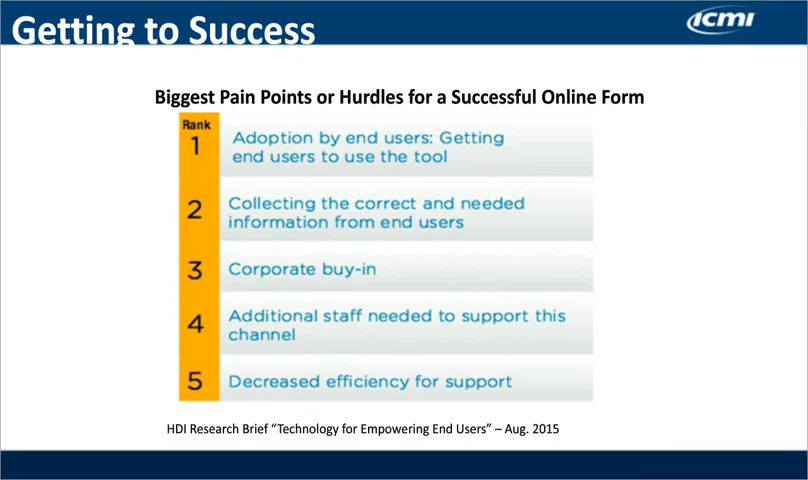 Getting to Success
ICMI
Biggest Pain Points or Hurdles for a Successful Online Form
Rank
1
Adoption by end users: Getting
end users to use the tool
2
Collecting the correct and needed
information from end users
3
Corporate buy-in
4
Additional staff needed to support this
channel
5
Decreased efficiency for support
HDI Research Brief “Technology for Empowering End Users” – Aug. 2015